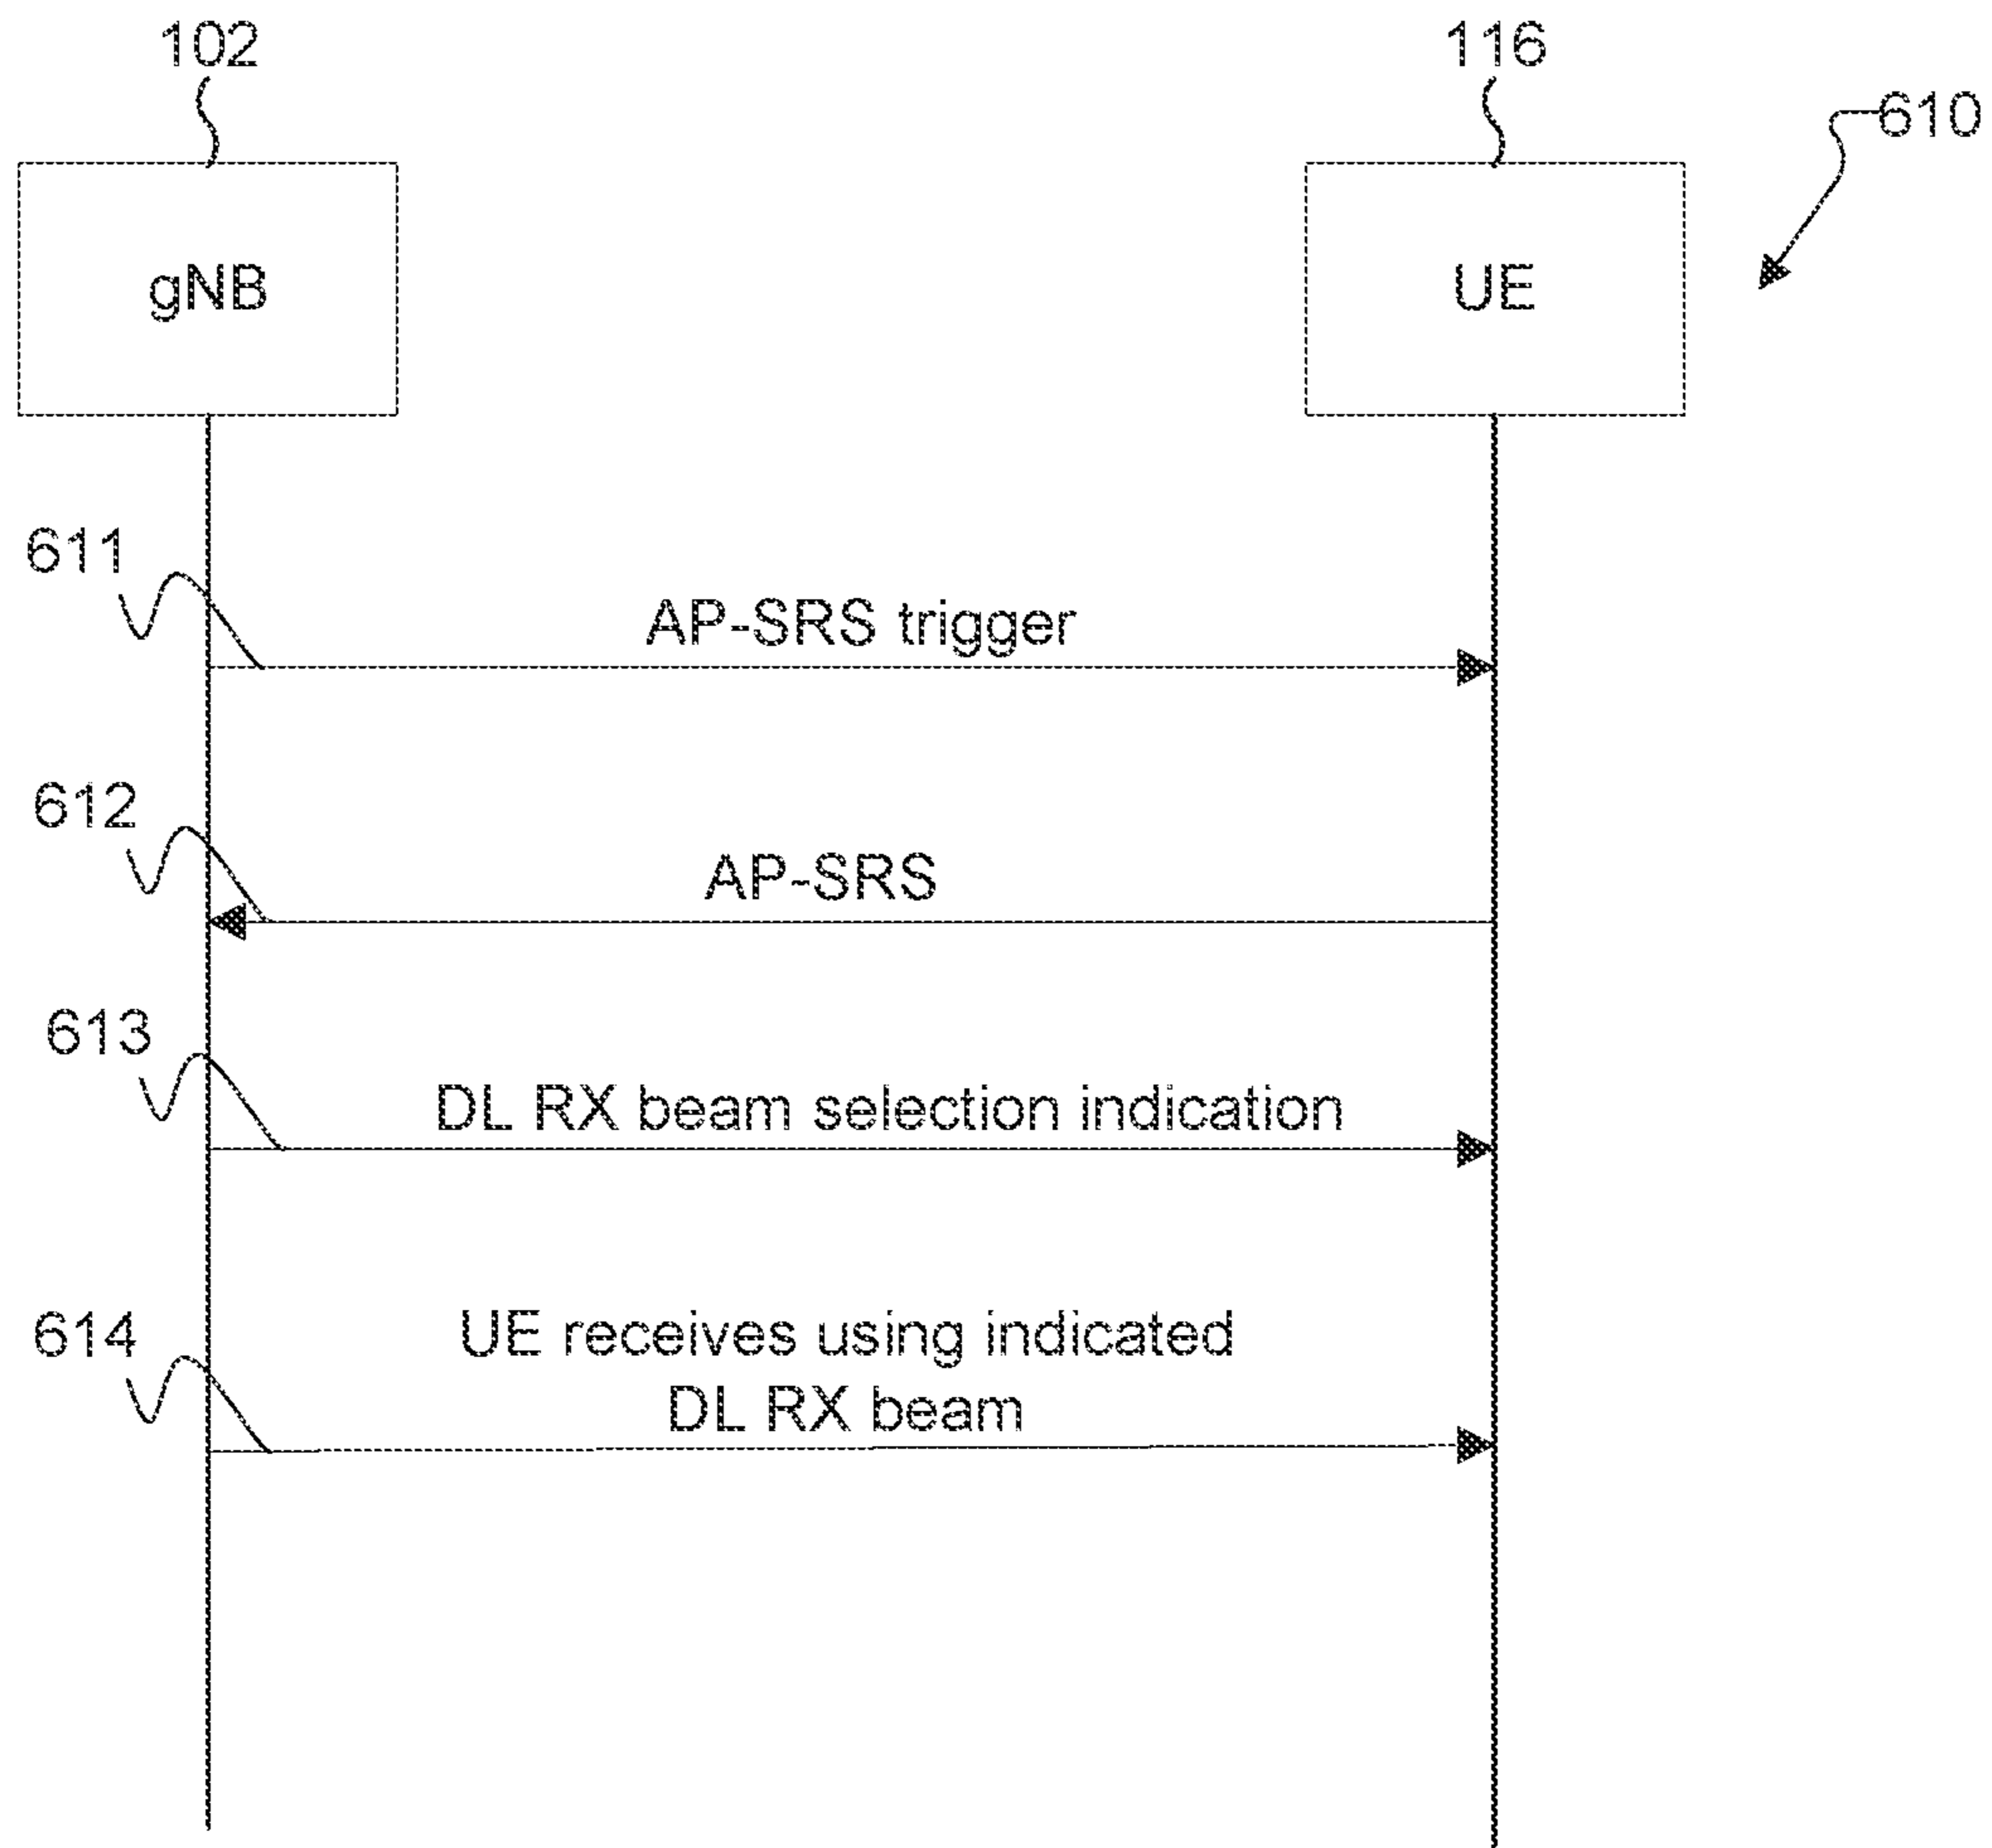 102
116
610
gNB
UE
611
AP-SRS trigger
612
AP-SRS
613
DL RX beam selection indication
614
UE receives using indicated
DL RX beam